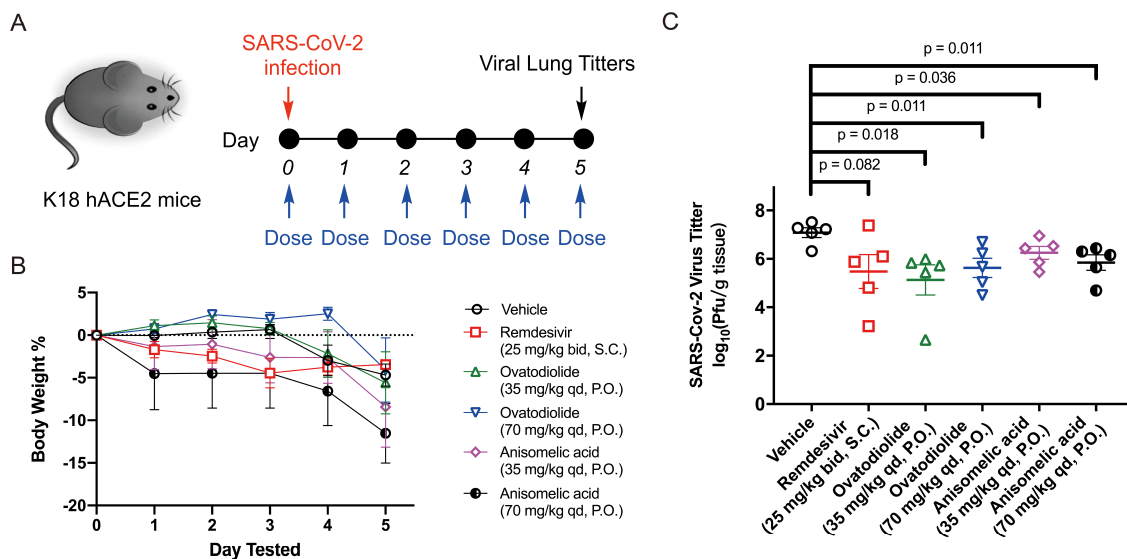 A
SARS-CoV-2
infection
Viral Lung Titters
Day
0 1 2 3 4 5
Dose Dose Dose Dose Dose Dose
K18 hACE2 mice
B
Body Weight %
5
0
-5
-10
-15
-20
0 1 2 3 4 5
Day Tested
Vehicle
Remdesivir
(25 mg/kg bid, S.C.)
Ovatodiolide
(35 mg/kg qd, P.O.)
Ovatodiolide
(70 mg/kg qd, P.O.)
Anisomelic acid
(35 mg/kg qd, P.O.)
Anisomelic acid
(70 mg/kg qd, P.O.)
C
p = 0.011
p = 0.036
p = 0.011
p = 0.018
p = 0.082
SARS-Cov-2 Virus Titter
log10(Pfu/g tissue)
8
6
4
2
0
Vehicle
Remdesivir
(25 mg/kg bid, S.C.)
Ovatodiolide
(35 mg/kg qd, P.O.)
Ovatodiolide
(70 mg/kg qd, P.O.)
Anisomelic acid
(35 mg/kg qd, P.O.)
Anisomelic acid
(70 mg/kg qd, P.O.)